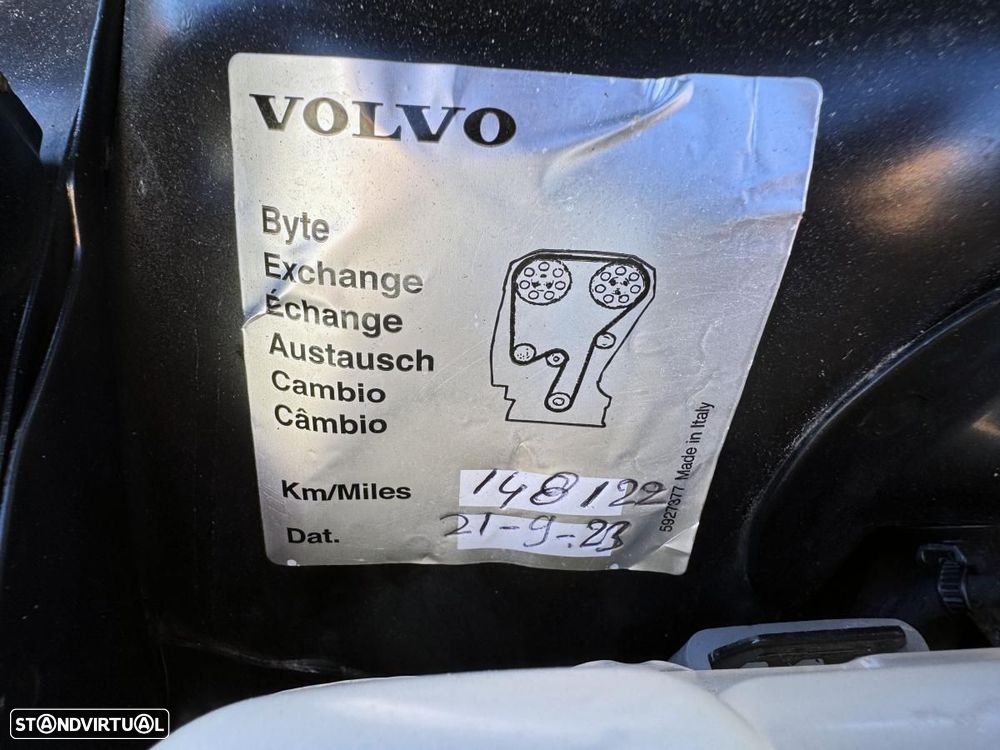 VOLVO
Byte
Exchange
Échange
Austausch
Cambio
Câmbio
Km/Miles 148122
Dat. 21-9-23
5927377 Made in Italy
STANDVIRTUAL